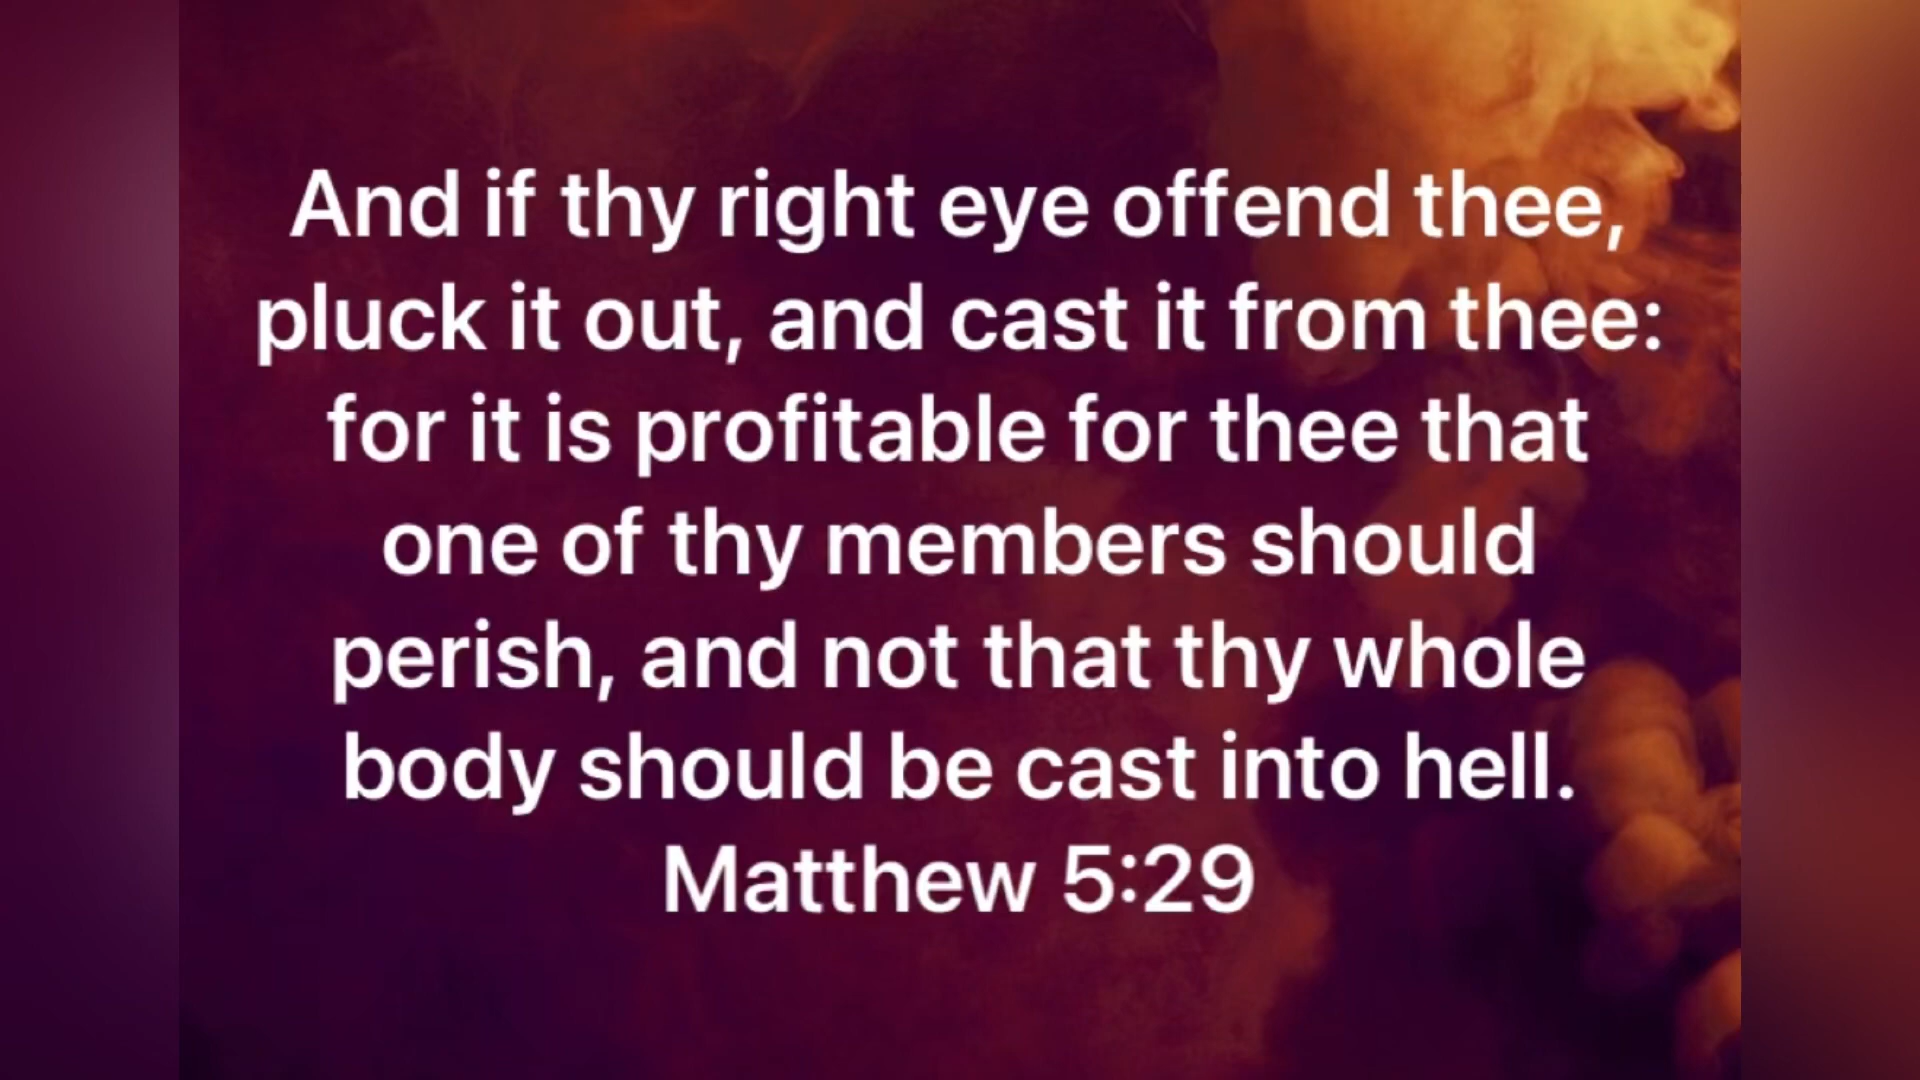 And if thy right eye offend thee,
pluck it out, and cast it from thee:
for it is profitable for thee that
one of thy members should
perish, and not that thy whole
body should be cast into hell.
Matthew 5:29